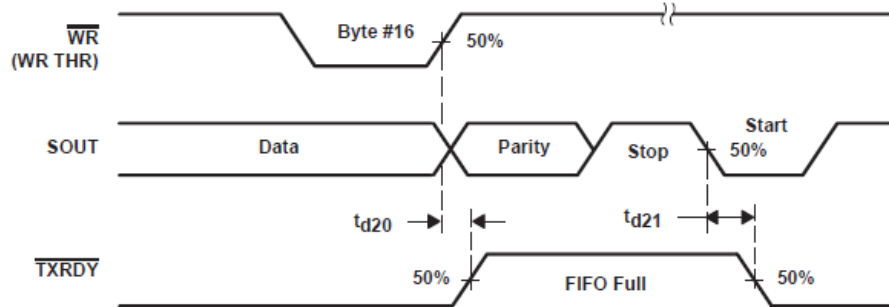 WR
(WR THR)
Byte #16
50%
SOUT
Data
Parity
Stop
Start
50%
td20
td21
TXRDY
50%
FIFO Full
50%